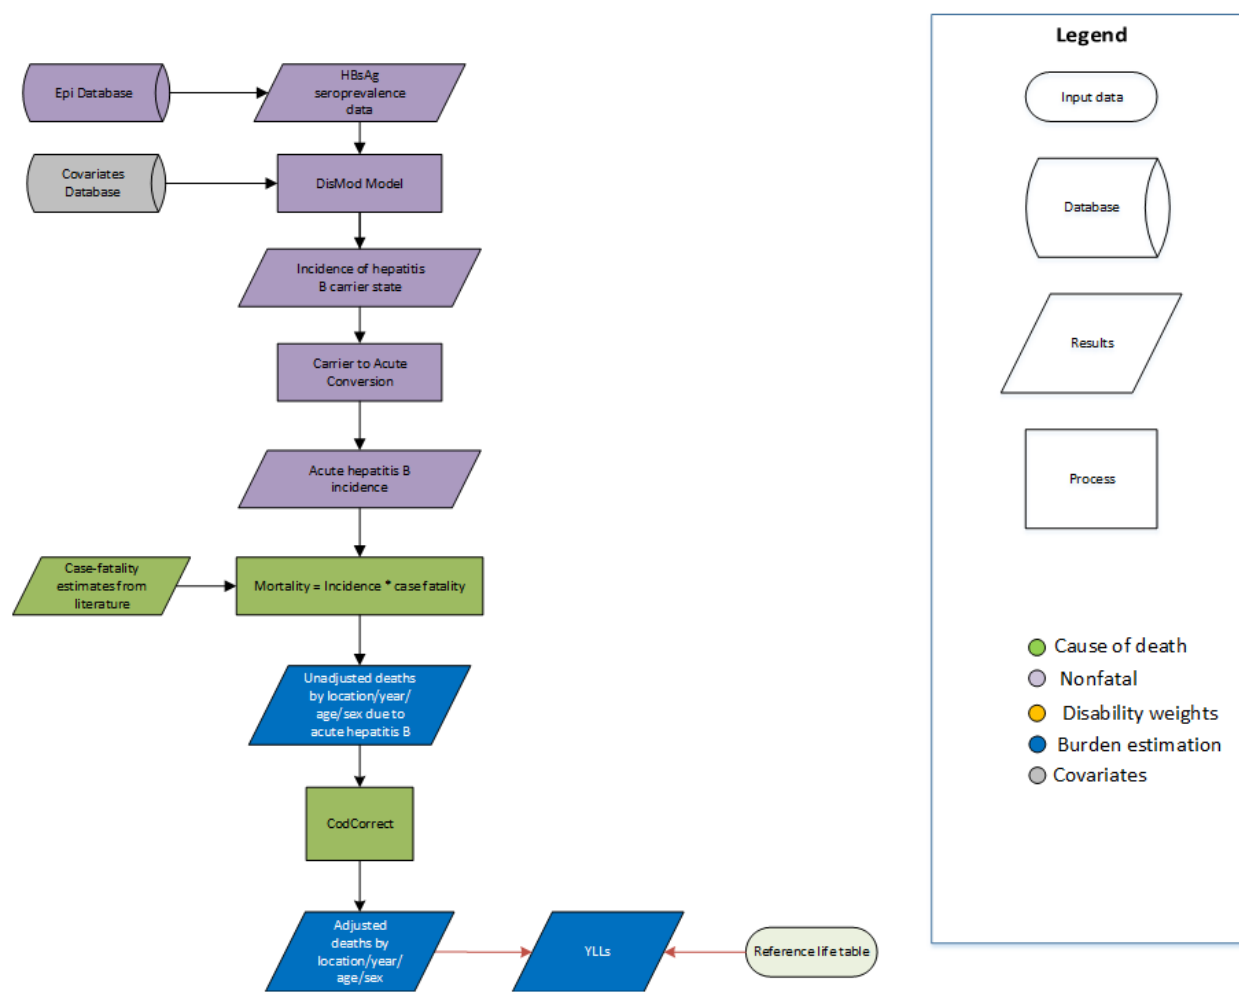 Epi Database
HBsAg
seroprevalence
data
Covariates
Database
DisMod Model
Incidence of hepatitis
B carrier state
Carrier to Acute
Conversion
Acute hepatitis B
incidence
Case-fatality
estimates from
literature
Mortality = Incidence * case fatality
Unadjusted deaths
by location/year/
age/sex due to
acute hepatitis B
CodCorrect
Adjusted
deaths by
location/year/
age/sex
YLLs
Reference life table
Legend
Input data
Database
Results
Process
Cause of death
Nonfatal
Disability weights
Burden estimation
Covariates